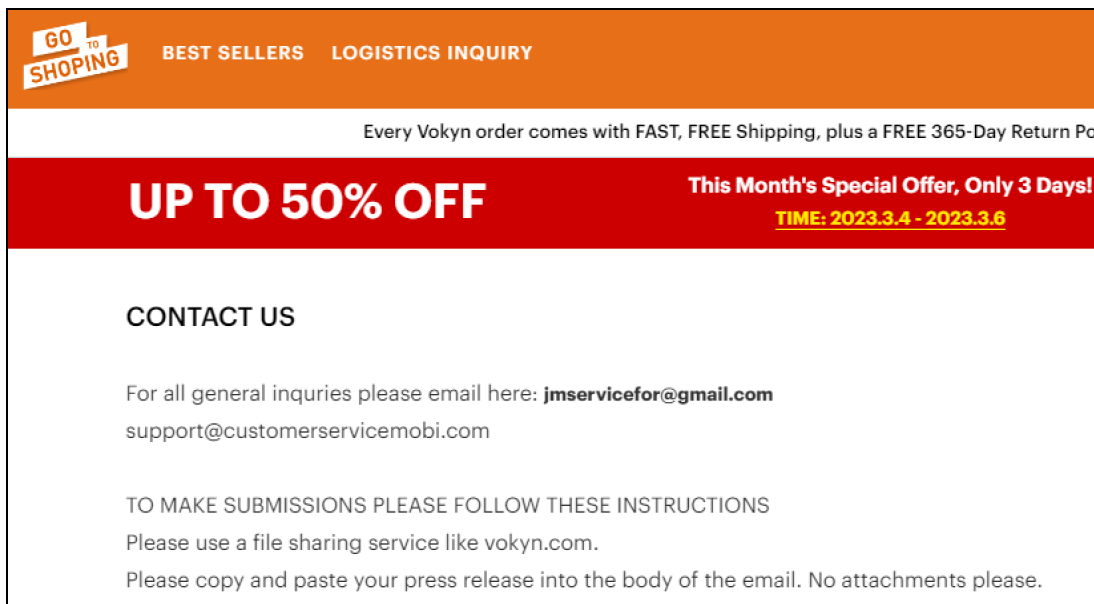 GO TO
SHOPING
BEST SELLERS LOGISTICS INQUIRY
Every Vokyn order comes with FAST, FREE Shipping, plus a FREE 365-Day Return Po
UP TO 50% OFF
This Month's Special Offer, Only 3 Days!
TIME: 2023.3.4 - 2023.3.6
CONTACT US
For all general inquries please email here: jmservicefor@gmail.com
support@customerservicemobi.com
TO MAKE SUBMISSIONS PLEASE FOLLOW THESE INSTRUCTIONS
Please use a file sharing service like vokyn.com.
Please copy and paste your press release into the body of the email. No attachments please.